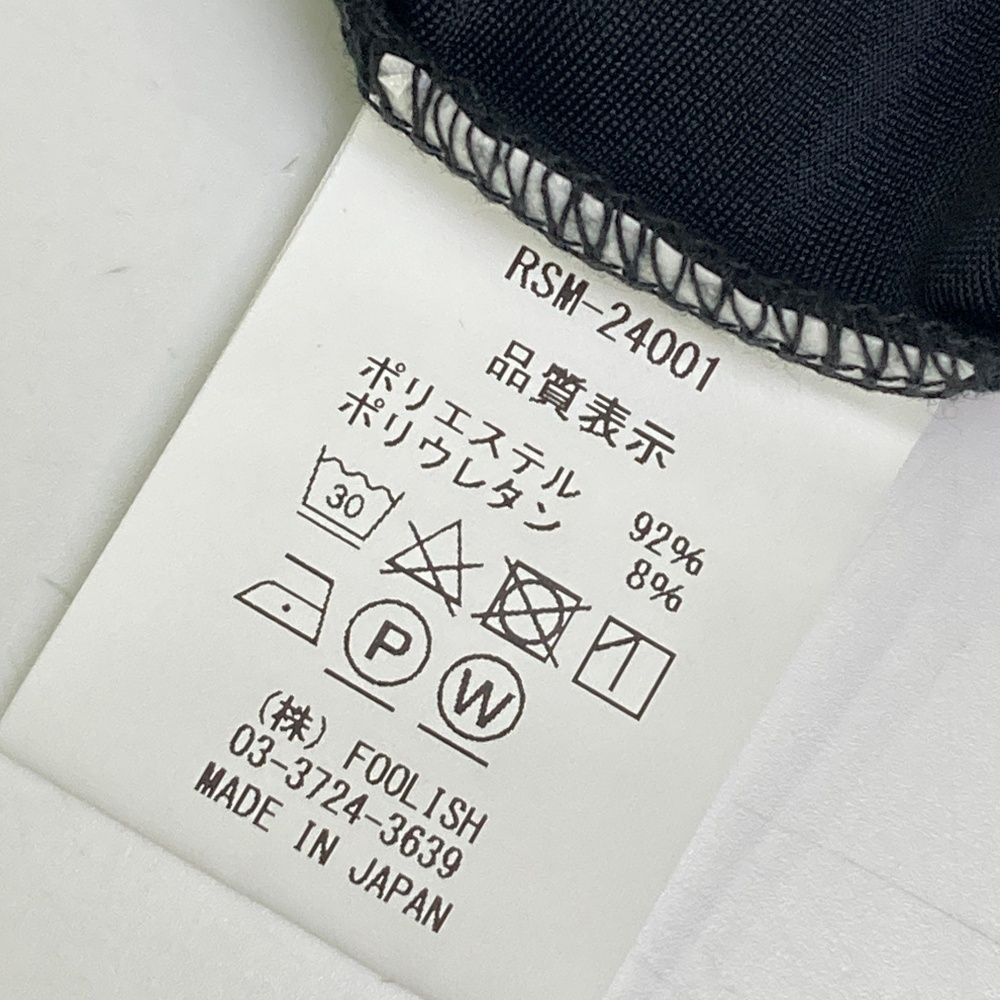 RSM-24001
品質表示
ポリエステル 92%
ポリウレタン 8%
30
P W
(株) FOOLISH
03-3724-3639
MADE IN JAPAN